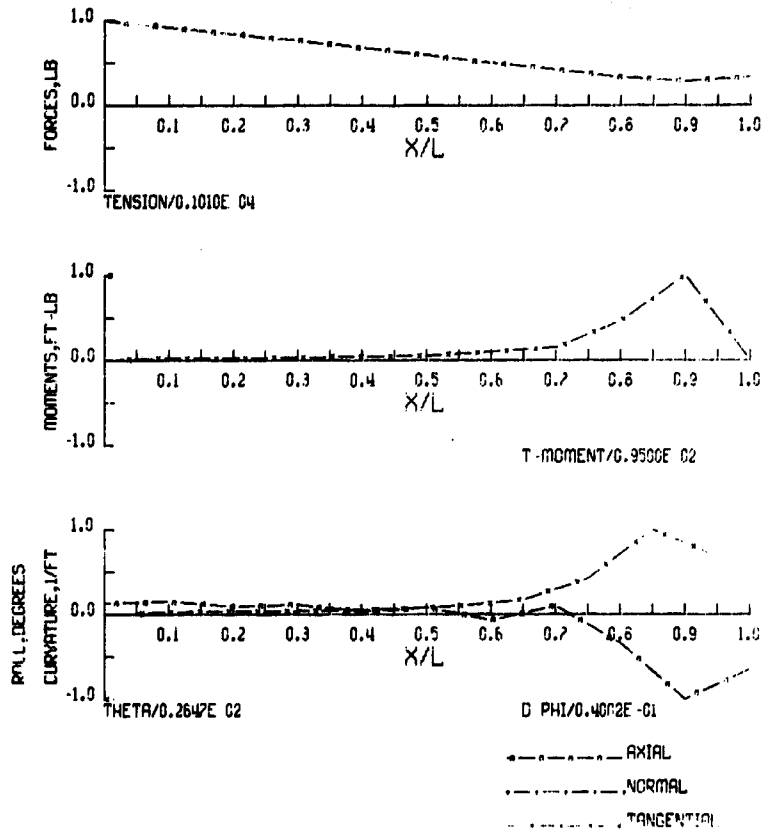 FORCES,LB
1.0
0.0
-1.0
0.1 0.2 0.3 0.4 0.5 0.6 0.7 0.8 0.9 1.0
X/L
TENSION/0.1010E 04
MOMENTS,FT-LB
1.0
0.0
-1.0
0.1 0.2 0.3 0.4 0.5 0.6 0.7 0.8 0.9 1.0
X/L
T-MOMENT/0.9500E 02
ROLL,DEGREES
CURVATURE,1/FT
1.0
0.0
-1.0
0.1 0.2 0.3 0.4 0.5 0.6 0.7 0.8 0.9 1.0
X/L
THETA/0.2647E 02
D PHI/0.4002E-01
AXIAL
NORMAL
TANGENTIAL